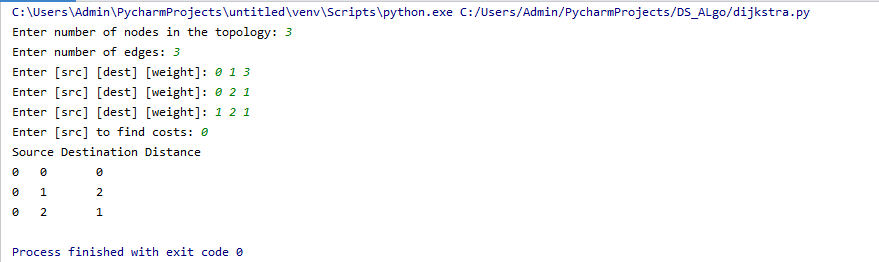 C:\Users\Admin\PycharmProjects\untitled\venv\Scripts\python.exe C:/Users/Admin/PycharmProjects/DS_ALgo/dijkstra.py
Enter number of nodes in the topology: 3
Enter number of edges: 3
Enter [src] [dest] [weight]: 0 1 3
Enter [src] [dest] [weight]: 0 2 1
Enter [src] [dest] [weight]: 1 2 1
Enter [src] to find costs: 0
Source Destination Distance
0 0 0
0 1 2
0 2 1
Process finished with exit code 0